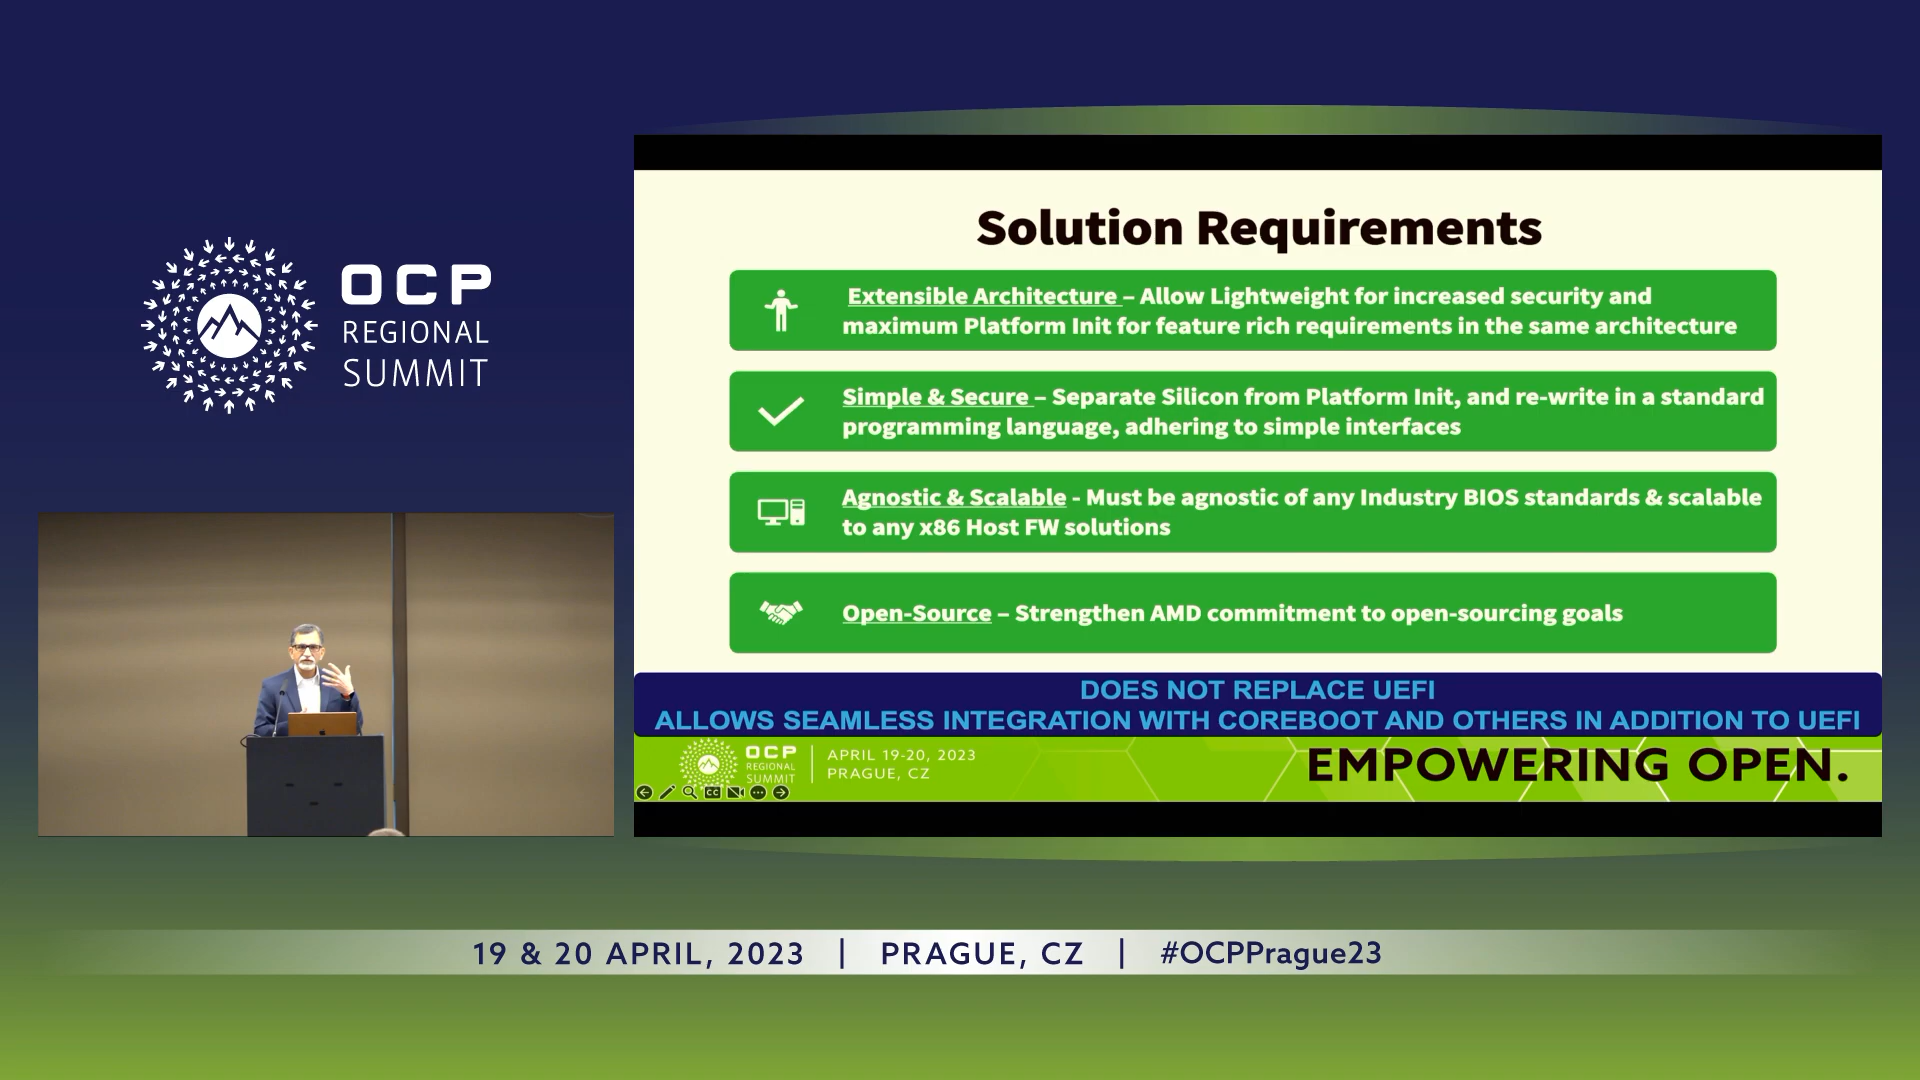 OCP
REGIONAL
SUMMIT
Solution Requirements
Extensible Architecture – Allow Lightweight for increased security and
maximum Platform Init for feature rich requirements in the same architecture
Simple & Secure – Separate Silicon from Platform Init, and re-write in a standard
programming language, adhering to simple interfaces
Agnostic & Scalable - Must be agnostic of any Industry BIOS standards & scalable
to any x86 Host FW solutions
Open-Source – Strengthen AMD commitment to open-sourcing goals
DOES NOT REPLACE UEFI
ALLOWS SEAMLESS INTEGRATION WITH COREBOOT AND OTHERS IN ADDITION TO UEFI
OCP
REGIONAL
SUMMIT
APRIL 19-20, 2023
PRAGUE, CZ
EMPOWERING OPEN.
CC
19 & 20 APRIL, 2023 | PRAGUE, CZ | #OCPPrague23